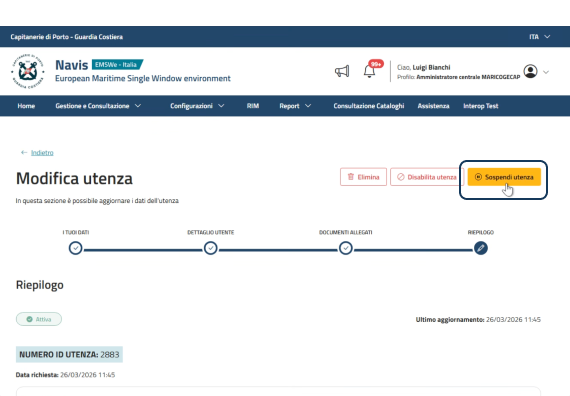 Capitanerie di Porto - Guardia Costiera
ITA
Navis EMSWe - Italia
European Maritime Single Window environment
99+
Ciao, Luigi Bianchi
Profilo: Amministratore centrale MARICOGECAP
Home Gestione e Consultazione Configurazioni RIM Report Consultazione Cataloghi Assistenza Interop Test
← Indietro
Modifica utenza
Elimina Disabilita utenza Sospendi utenza
In questa sezione è possibile aggiornare i dati dell'utenza
I TUOI DATI DETTAGLIO UTENTE DOCUMENTI ALLEGATI RIEPILOGO
Riepilogo
Attiva
Ultimo aggiornamento: 26/03/2026 11:45
NUMERO ID UTENZA: 2883
Data richiesta: 26/03/2026 11:45